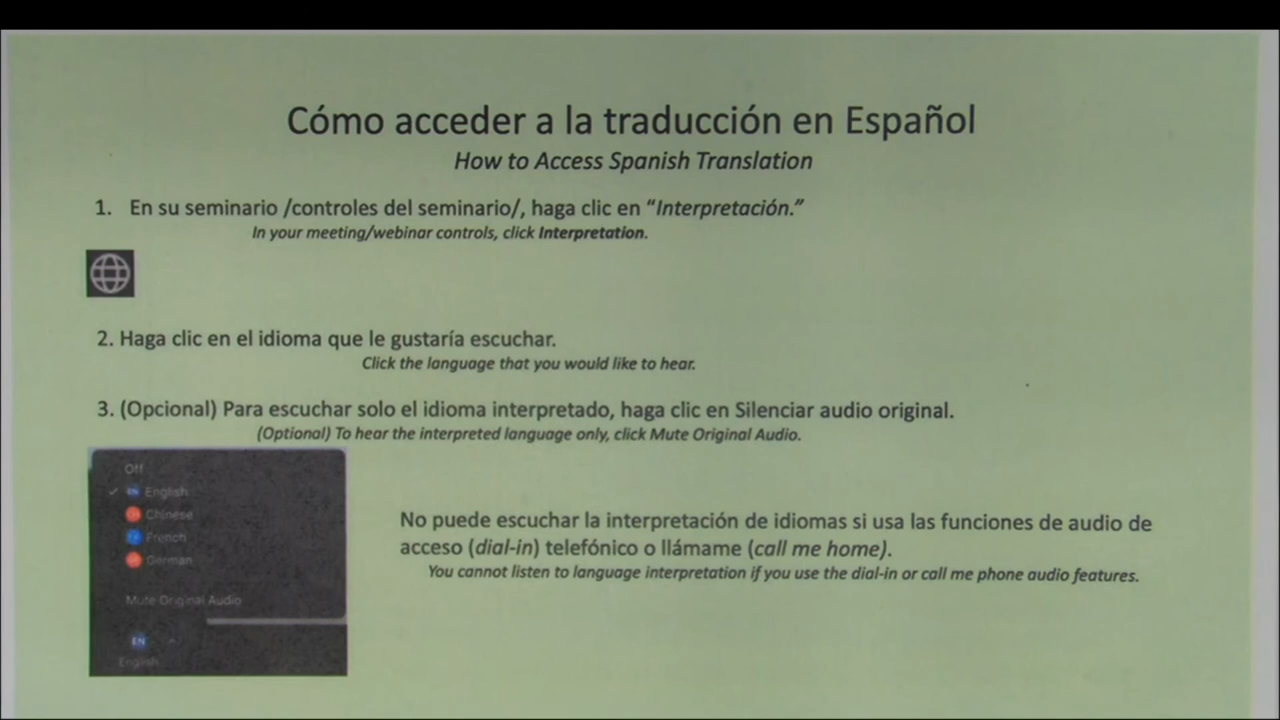 Cómo acceder a la traducción en Español
How to Access Spanish Translation
1. En su seminario /controles del seminario/, haga clic en “Interpretación.”
In your meeting/webinar controls, click Interpretation.
2. Haga clic en el idioma que le gustaría escuchar.
Click the language that you would like to hear.
3. (Opcional) Para escuchar solo el idioma interpretado, haga clic en Silenciar audio original.
(Optional) To hear the interpreted language only, click Mute Original Audio.
Off
EN English
Chinese
French
German
Mute Original Audio
EN
English
No puede escuchar la interpretación de idiomas si usa las funciones de audio de
acceso (dial-in) telefónico o llámame (call me home).
You cannot listen to language interpretation if you use the dial-in or call me phone audio features.